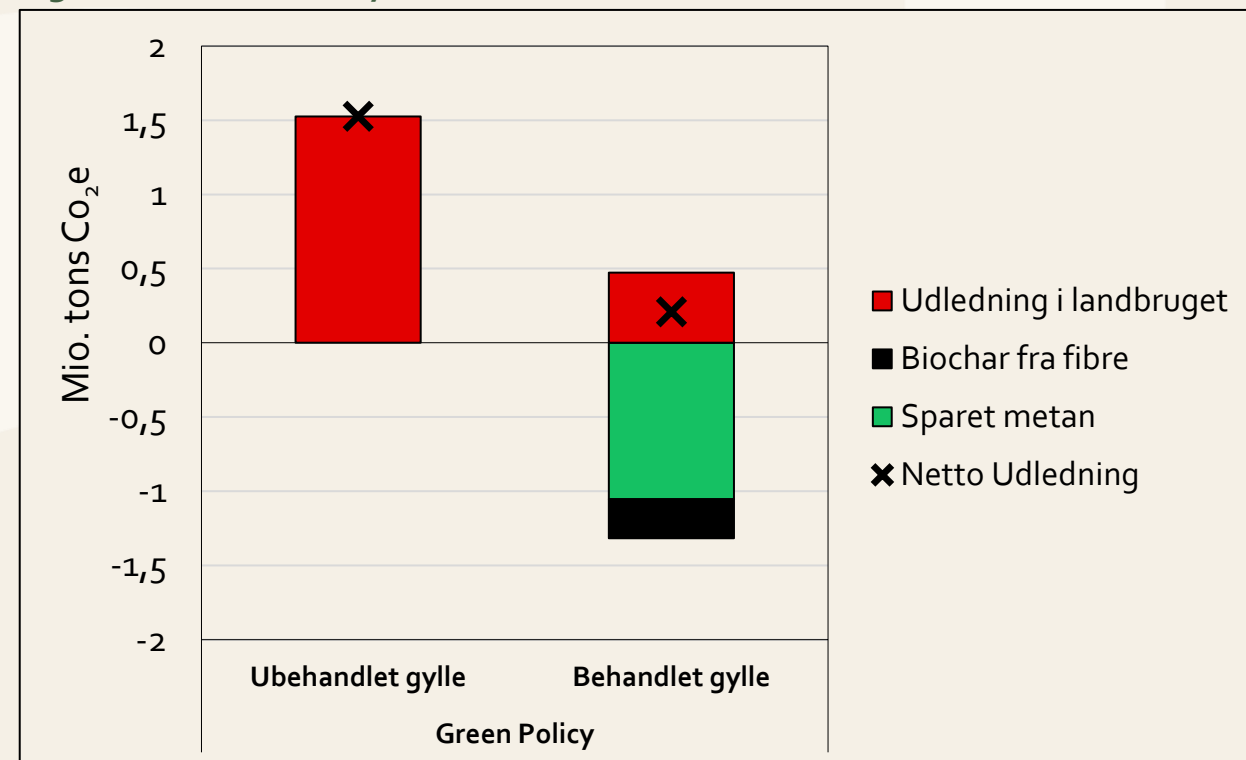 2
1,5
1
0,5
0
-0,5
-1
-1,5
-2
Mio. tons Co₂e
Ubehandlet gylle
Behandlet gylle
Green Policy
Udledning i landbruget
Biochar fra fibre
Sparet metan
Netto Udledning